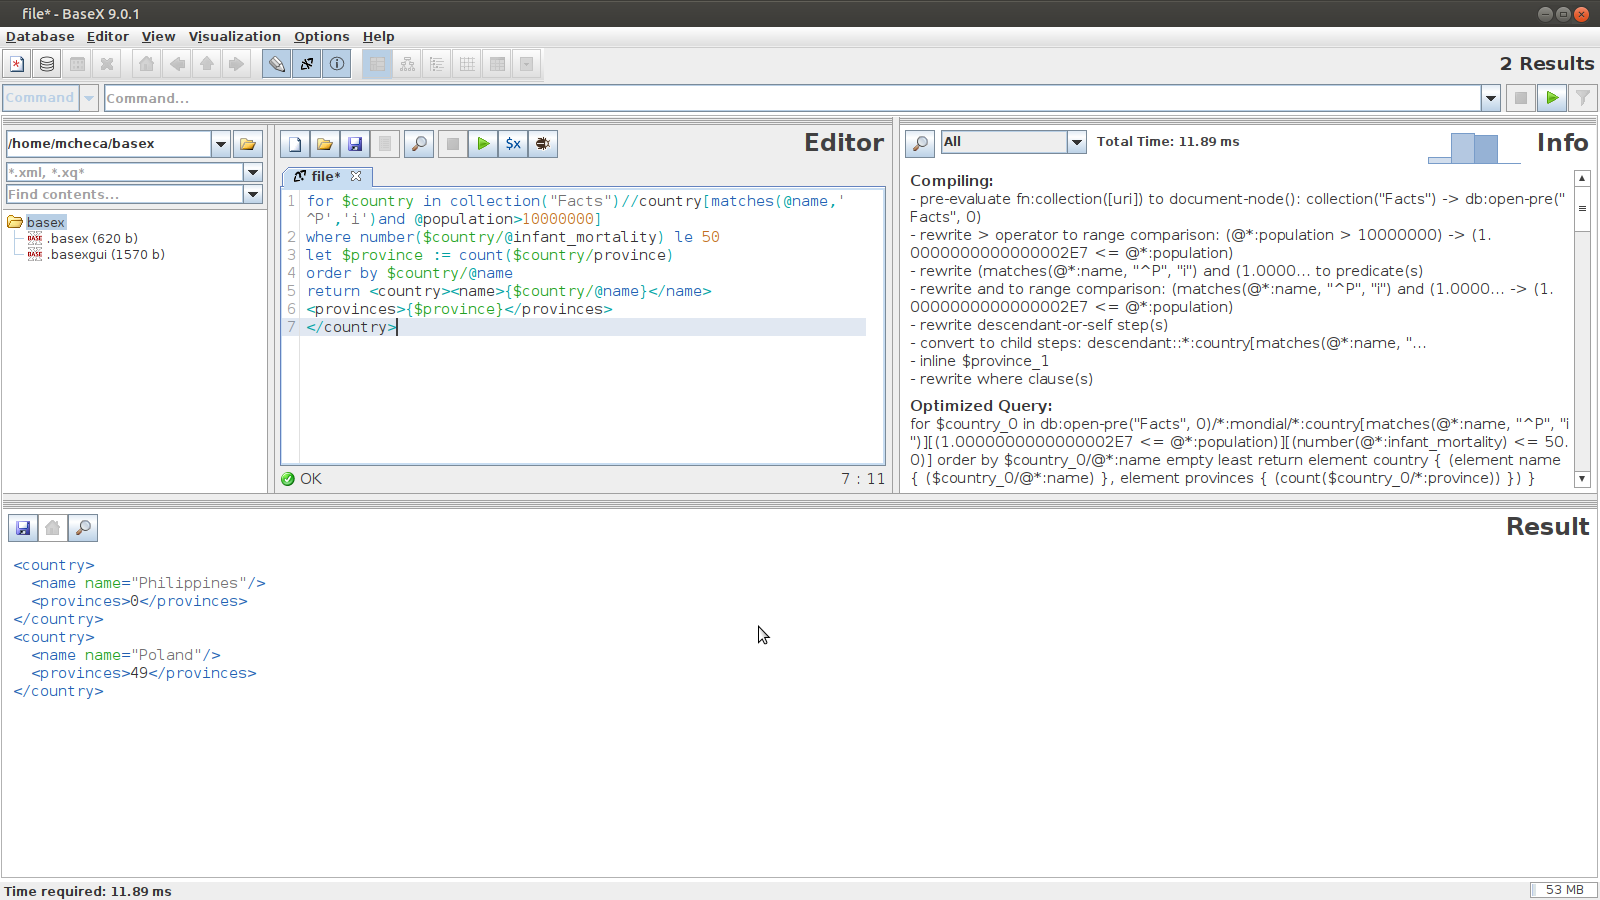 file* - BaseX 9.0.1
Database Editor View Visualization Options Help
2 Results
Command
Command...
/home/mcheca/basex
*.xml, *.xq*
Find contents...
basex
.basex (620 b)
.basexgui (1570 b)
Editor
file*
1 for $country in collection("Facts")//country[matches(@name,'
^P','i')and @population>10000000]
2 where number($country/@infant_mortality) le 50
3 let $province := count($country/province)
4 order by $country/@name
5 return <country><name>{$country/@name}</name>
6 <provinces>{$province}</provinces>
7 </country>
OK
7 : 11
All
Total Time: 11.89 ms
Info
Compiling:
- pre-evaluate fn:collection([uri]) to document-node(): collection("Facts") -> db:open-pre("
Facts", 0)
- rewrite > operator to range comparison: (@*:population > 10000000) -> (1.
0000000000000002E7 <= @*:population)
- rewrite (matches(@*:name, "^P", "i") and (1.0000... to predicate(s)
- rewrite and to range comparison: (matches(@*:name, "^P", "i") and (1.0000... -> (1.
0000000000000002E7 <= @*:population)
- rewrite descendant-or-self step(s)
- convert to child steps: descendant::*:country[matches(@*:name, "...
- inline $province_1
- rewrite where clause(s)
Optimized Query:
for $country_0 in db:open-pre("Facts", 0)/*:mondial/*:country[matches(@*:name, "^P", "i
")][(1.0000000000000002E7 <= @*:population)][(number(@*:infant_mortality) <= 50.
0)] order by $country_0/@*:name empty least return element country { (element name
{ ($country_0/@*:name) }, element provinces { (count($country_0/*:province)) }) }
Result
<country>
<name name="Philippines"/>
<provinces>0</provinces>
</country>
<country>
<name name="Poland"/>
<provinces>49</provinces>
</country>
Time required: 11.89 ms
53 MB